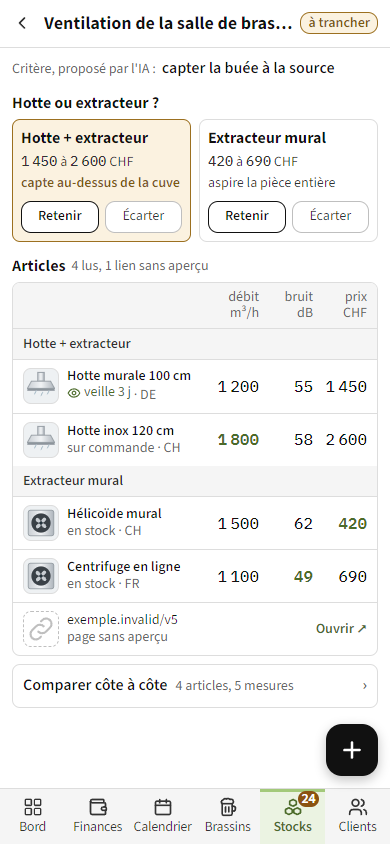 Ventilation de la salle de bras… à trancher
Critère, proposé par l'IA : capter la buée à la source
Hotte ou extracteur ?
Hotte + extracteur
1 450 à 2 600 CHF
capte au-dessus de la cuve
Retenir Écarter
Extracteur mural
420 à 690 CHF
aspire la pièce entière
Retenir Écarter
Articles 4 lus, 1 lien sans aperçu
débit m³/h bruit dB prix CHF
Hotte + extracteur
Hotte murale 100 cm
veille 3 j · DE
1 200 55 1 450
Hotte inox 120 cm
sur commande · CH
1 800 58 2 600
Extracteur mural
Hélicoïde mural
en stock · CH
1 500 62 420
Centrifuge en ligne
en stock · FR
1 100 49 690
exemple.invalid/v5
page sans aperçu
Ouvrir ↗
Comparer côte à côte 4 articles, 5 mesures ›
24
Bord Finances Calendrier Brassins Stocks Clients